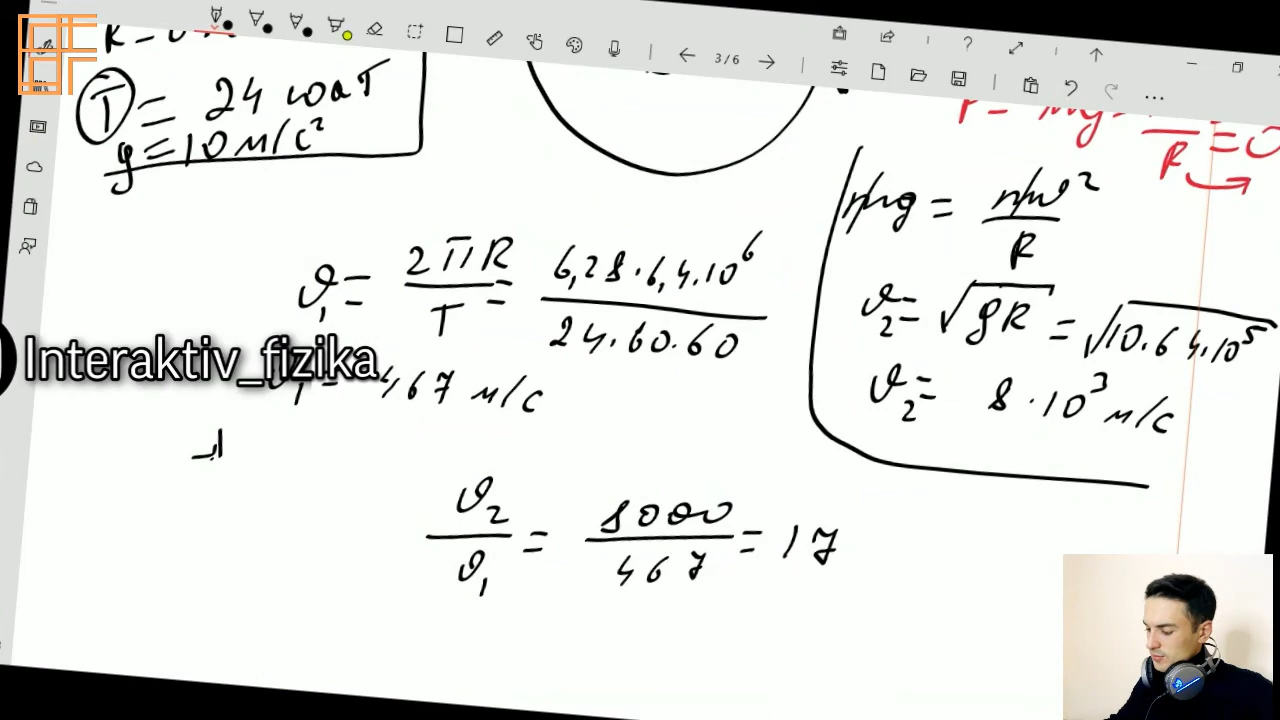 3/6
T = 24 соат
g = 10 м/с²
mg = mϑ²/R
ϑ₁ = 2πR/T = 6,28·6,4·10⁶/24·60·60
ϑ₂ = √gR = √10·64·10⁵
Interaktiv_fizika
467 м/с
ϑ₂ = 8·10³ м/с
ϑ₂/ϑ₁ = 8000/467 = 17